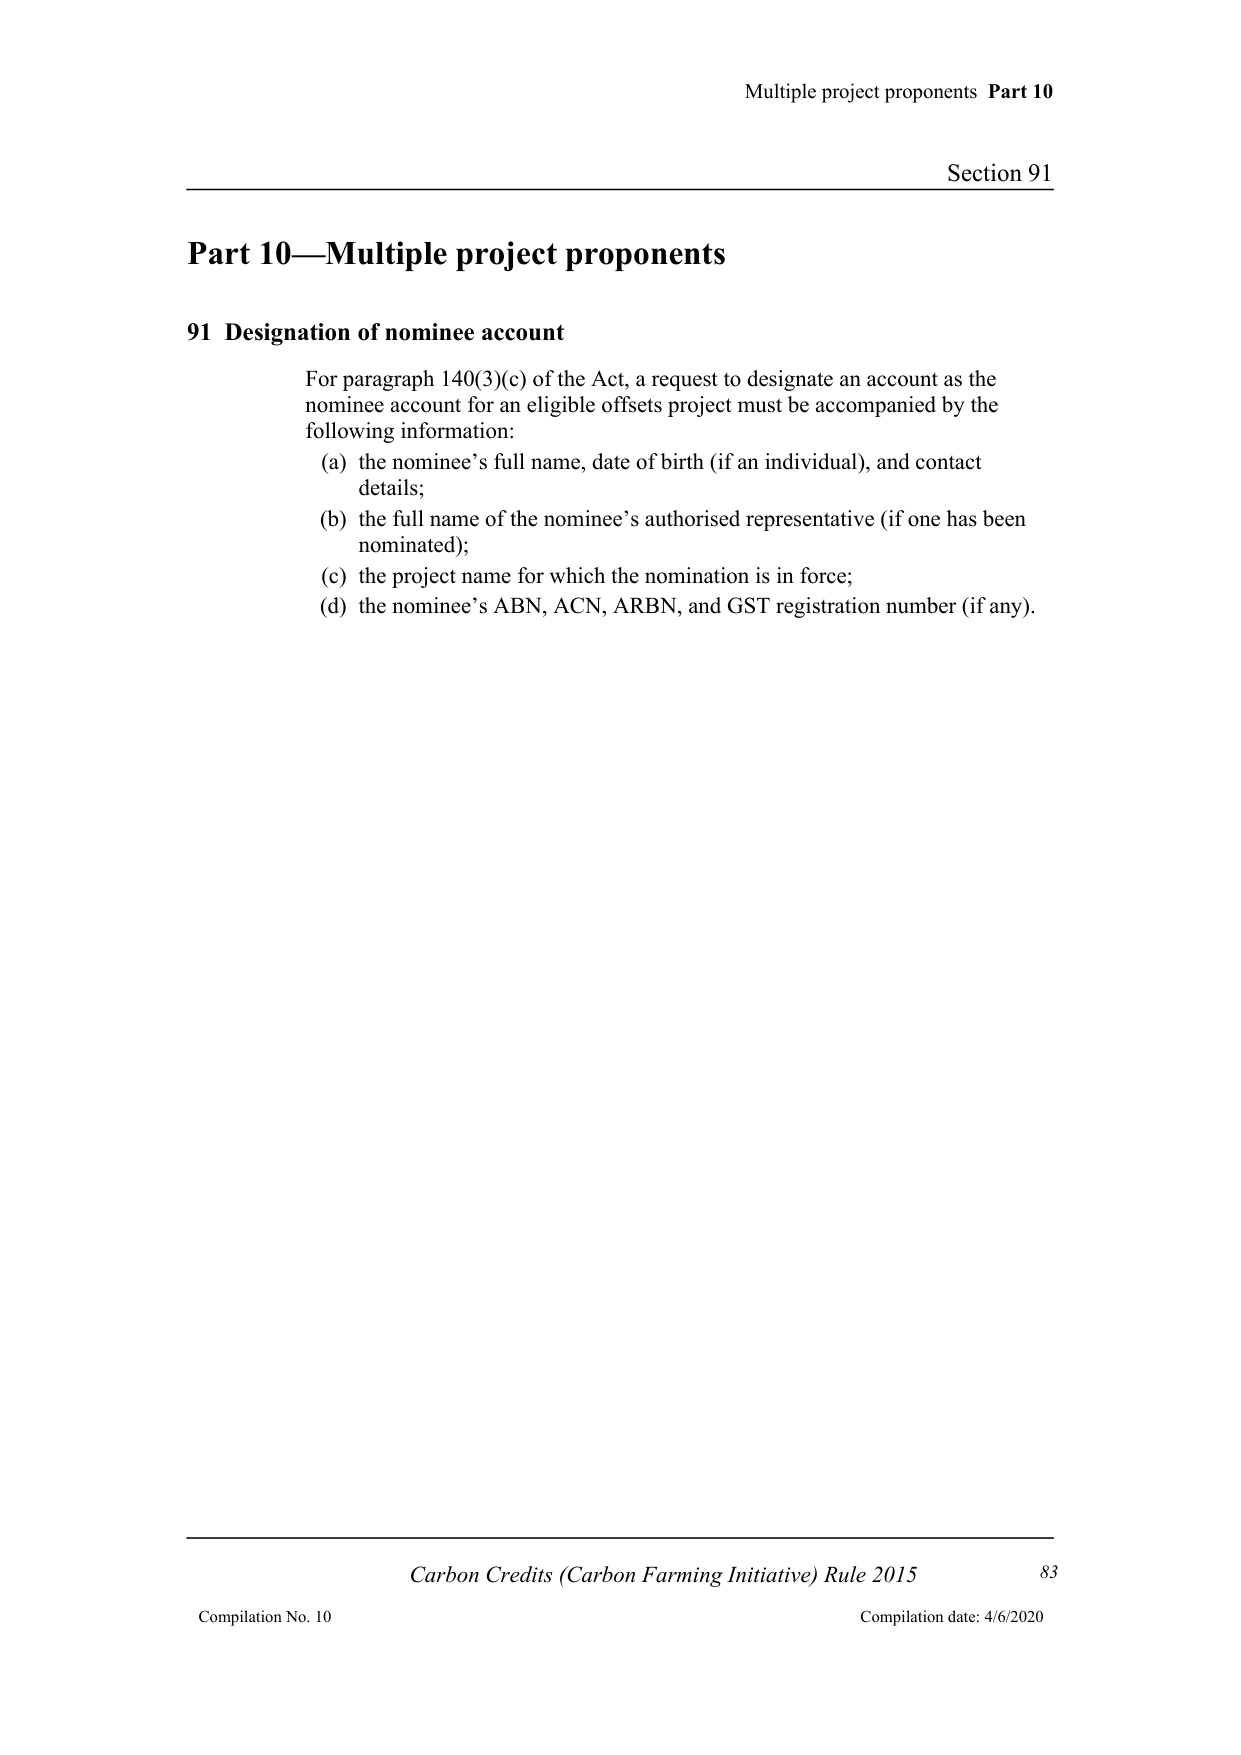 Multiple project proponents  Part 10
Section 91
Part 10—Multiple project proponents
91  Designation of nominee account
For paragraph 140(3)(c) of the Act, a request to designate an account as the
nominee account for an eligible offsets project must be accompanied by the
following information:
(a)  the nominee’s full name, date of birth (if an individual), and contact
details;
(b)  the full name of the nominee’s authorised representative (if one has been
nominated);
(c)  the project name for which the nomination is in force;
(d)  the nominee’s ABN, ACN, ARBN, and GST registration number (if any).
Carbon Credits (Carbon Farming Initiative) Rule 2015  83
Compilation No. 10  Compilation date: 4/6/2020